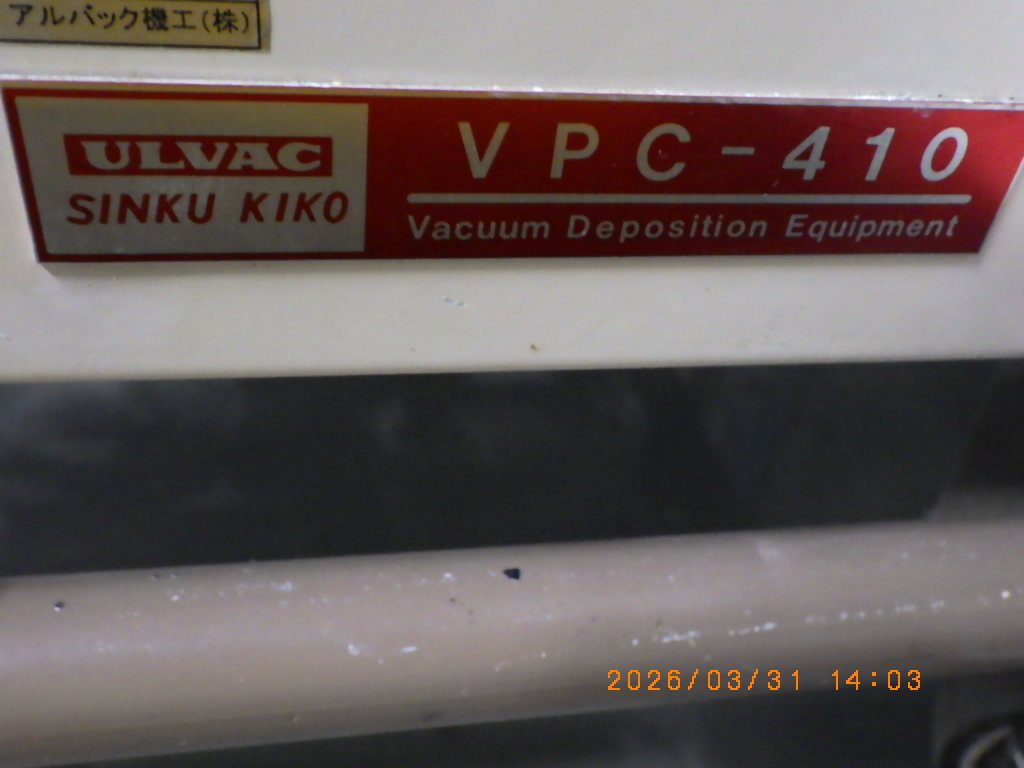 アルバック機工(株)
ULVAC
SINKU KIKO
VPC-410
Vacuum Deposition Equipment
2026/03/31 14:03